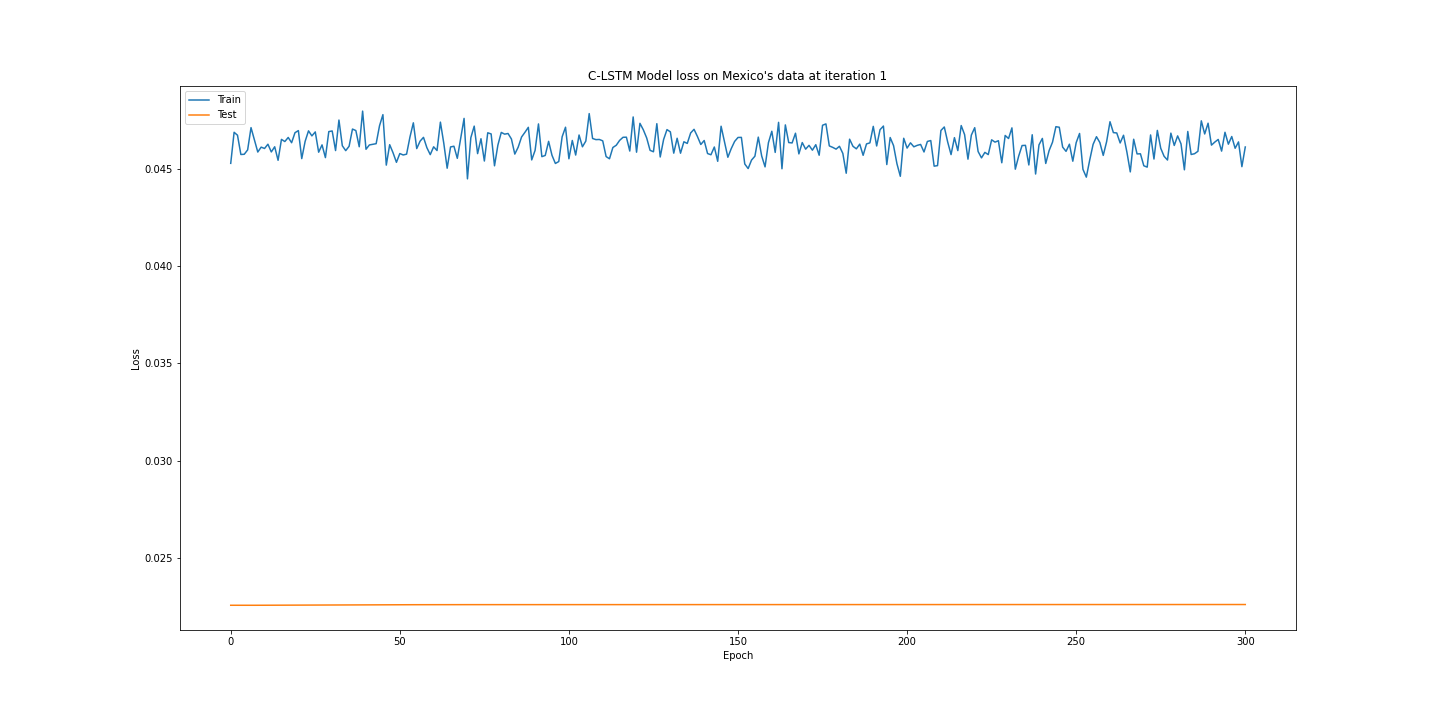 C-LSTM Model loss on Mexico's data at iteration 1
Train
Test
0.045
0.040
0.035
0.030
0.025
Loss
0 50 100 150 200 250 300
Epoch